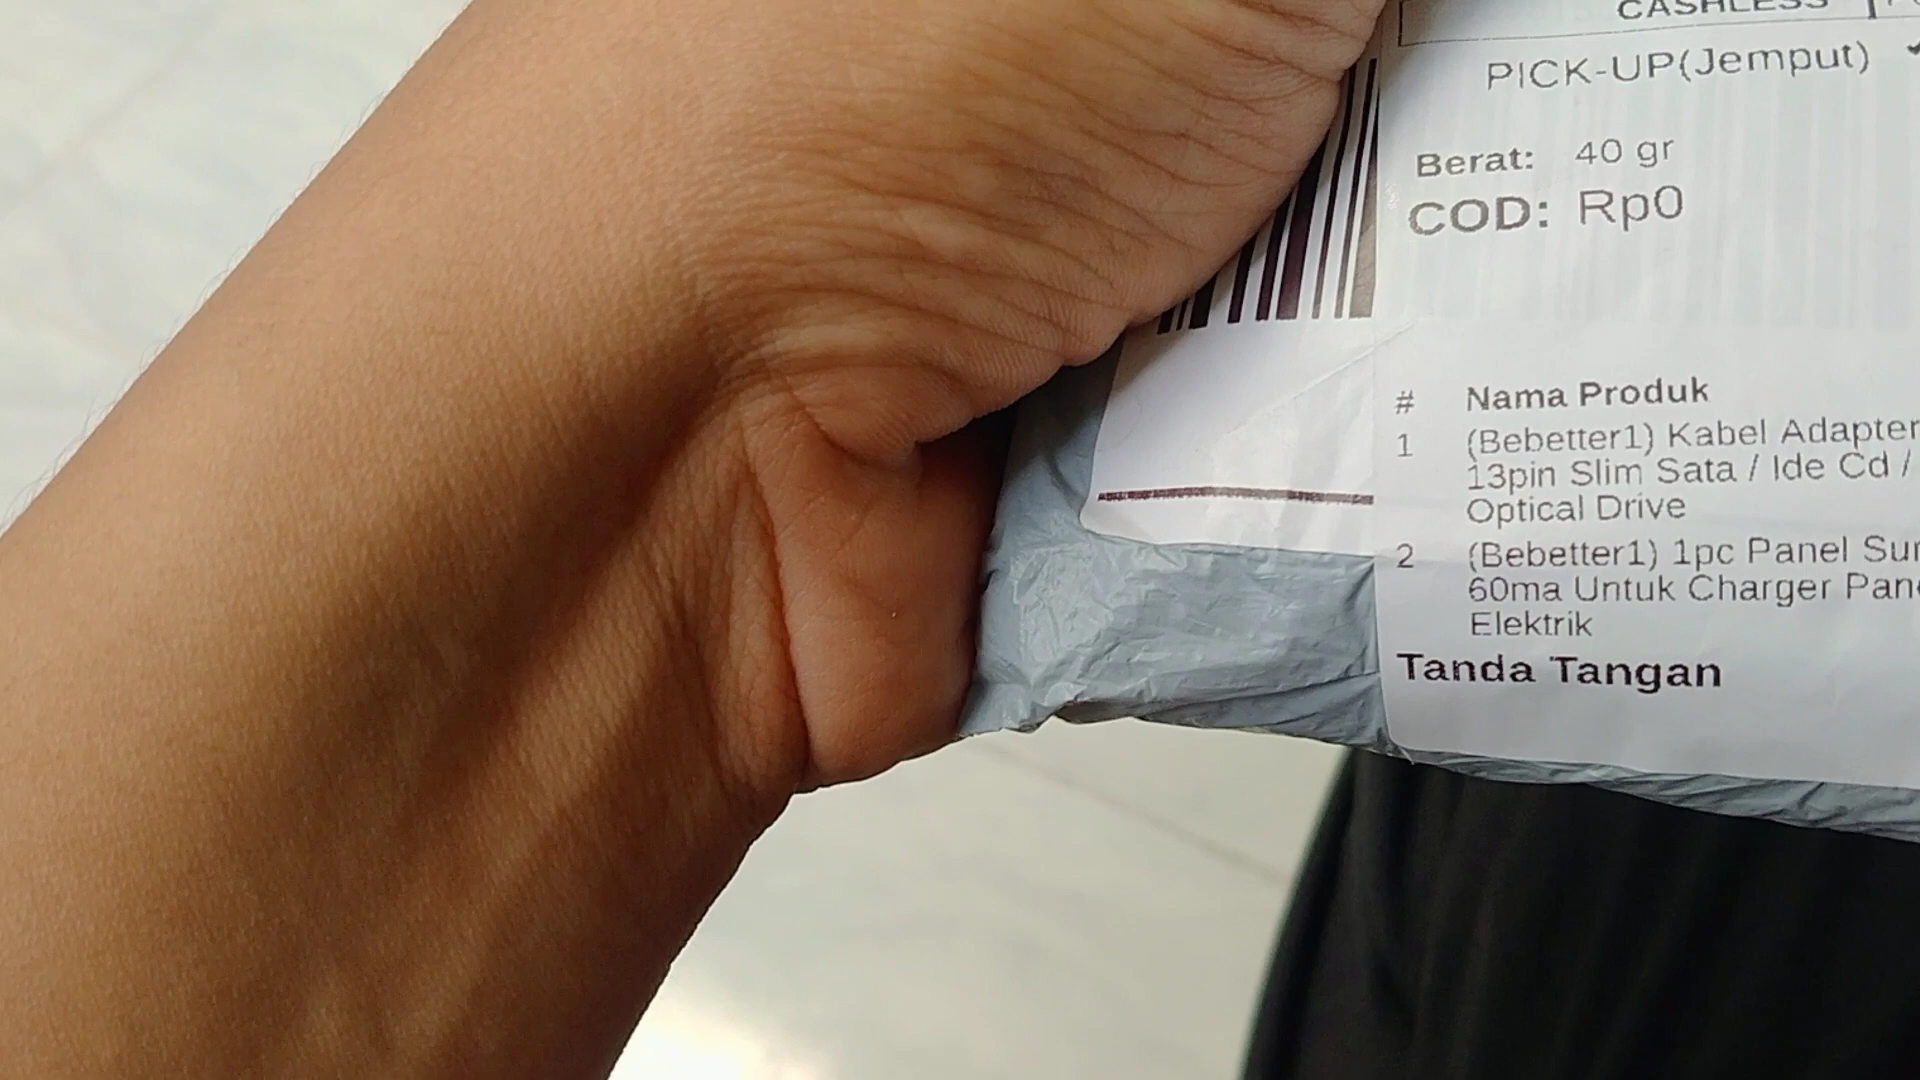 CASHLESS
PICK-UP(Jemput)
Berat: 40 gr
COD: Rp0
# Nama Produk
1 (Bebetter1) Kabel Adapter
13pin Slim Sata / Ide Cd /
Optical Drive
2 (Bebetter1) 1pc Panel
60ma Untuk Charger
Elektrik
Tanda Tangan